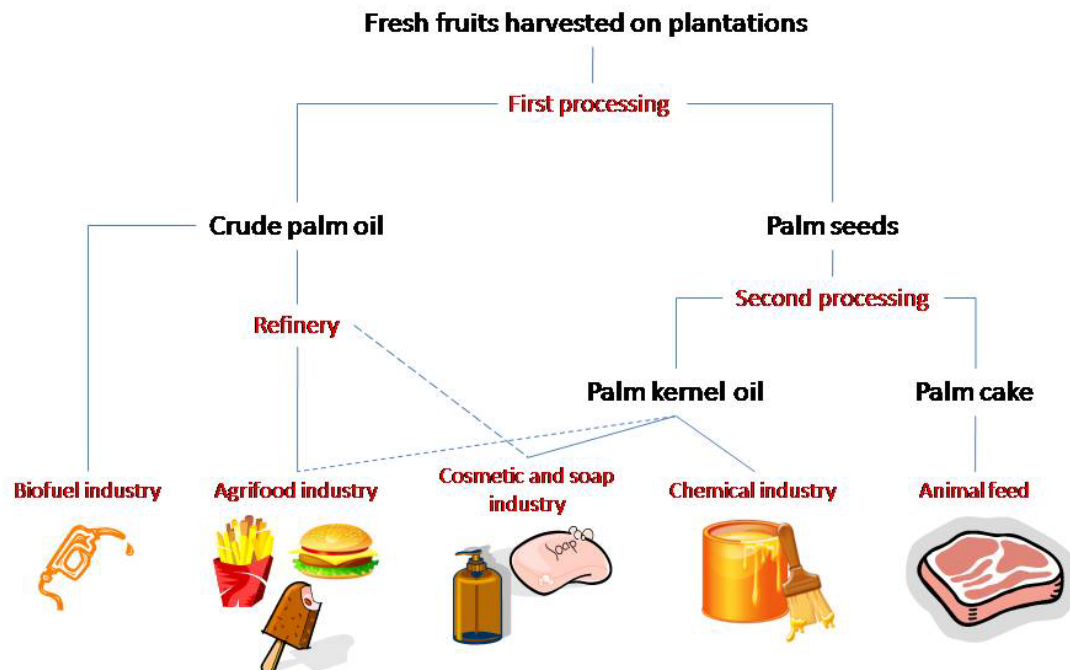 Fresh fruits harvested on plantations
First processing
Crude palm oil
Palm seeds
Second processing
Refinery
Palm kernel oil
Palm cake
Biofuel industry
Agrifood industry
Cosmetic and soap
industry
Chemical industry
Animal feed
Soap